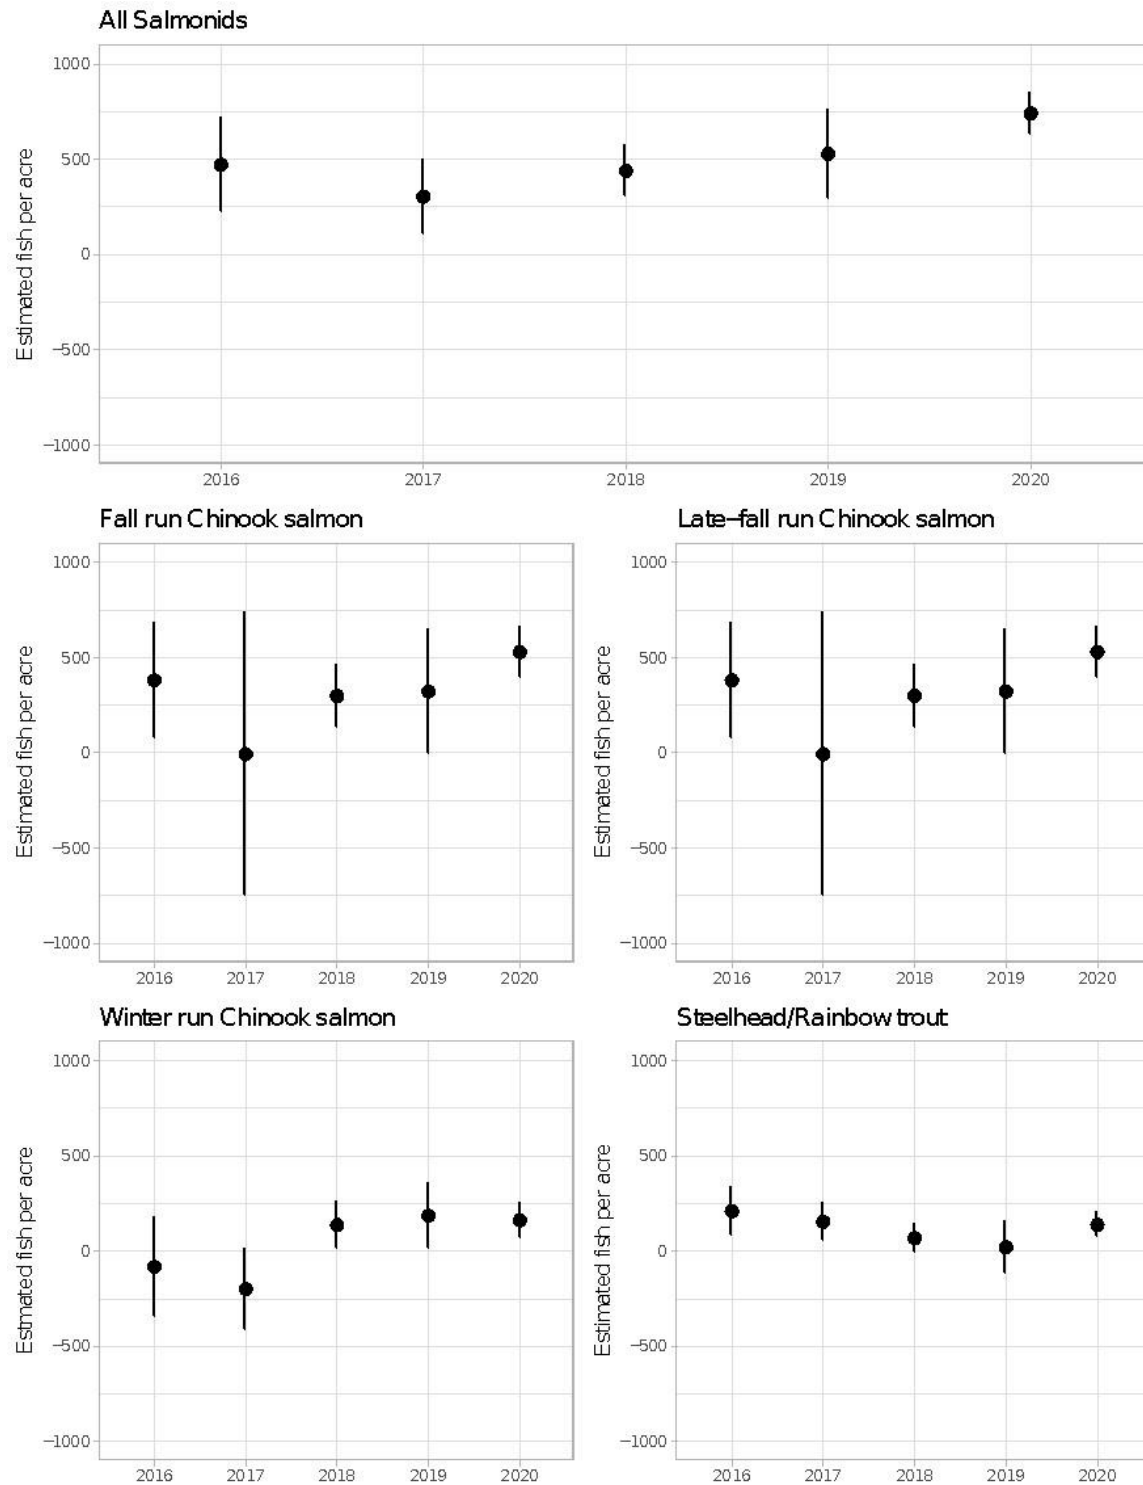 All Salmonids
Estimated fish per acre
1000
500
0
−500
−1000
2016 2017 2018 2019 2020
Fall run Chinook salmon
Estimated fish per acre
1000
500
0
−500
−1000
2016 2017 2018 2019 2020
Late−fall run Chinook salmon
Estimated fish per acre
1000
500
0
−500
−1000
2016 2017 2018 2019 2020
Winter run Chinook salmon
Estmated fish per acre
1000
500
0
−500
−1000
2016 2017 2018 2019 2020
Steelhead/Rainbow trout
Estimated fish per acre
1000
500
0
−500
−1000
2016 2017 2018 2019 2020